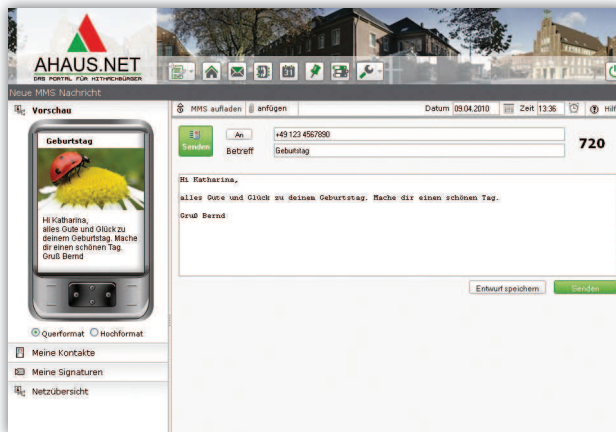 AHAUS.NET
DAS PORTAL FÜR MITMACHBÜRGER
Neue MMS Nachricht
Vorschau
MMS aufladen anfügen Datum 09.04.2010 Zeit 13:36 Hilf
Geburtstag
Hi Katharina,
alles Gute und Glück zu
deinem Geburtstag. Mache
dir einen schönen Tag.
Gruß Bernd
Querformat Hochformat
Meine Kontakte
Meine Signaturen
Netzübersicht
Senden An +49 123 4567890
Betreff Geburtstag
720
Hi Katharina,
alles Gute und Glück zu deinem Geburtstag. Mache dir einen schönen Tag.
Gruß Bernd
Entwurf speichern Senden